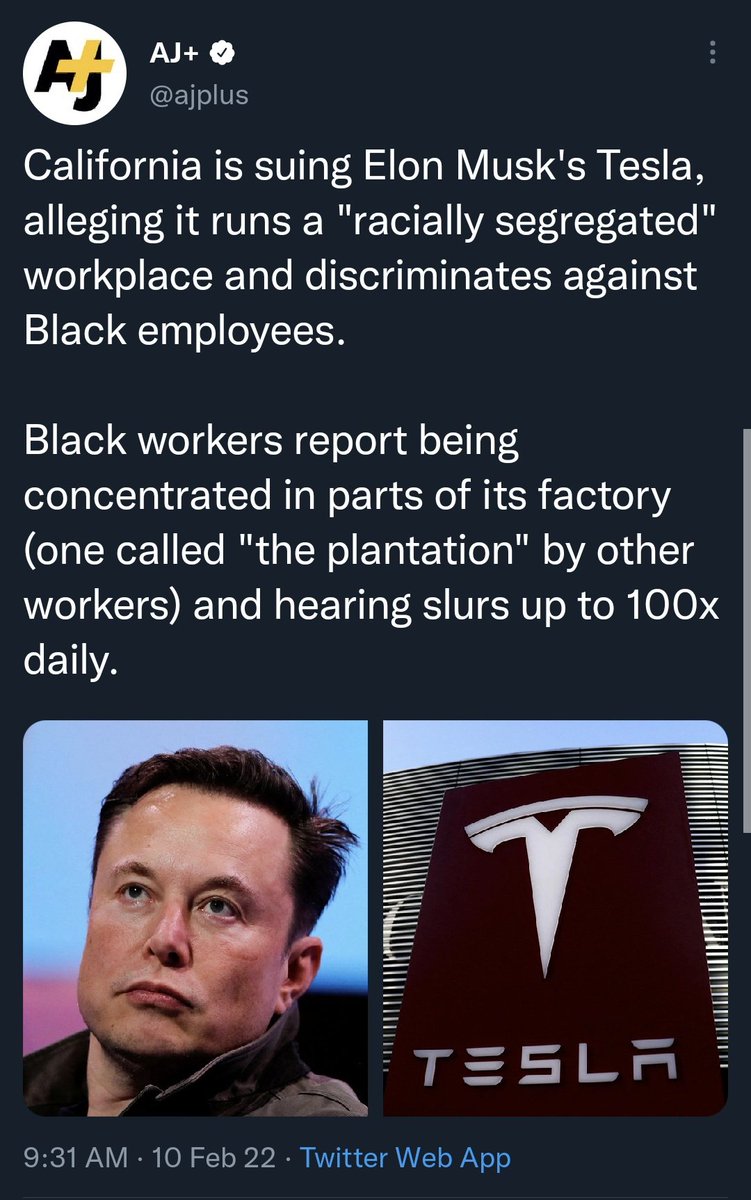 AJ+
@ajplus
California is suing Elon Musk's Tesla,
alleging it runs a "racially segregated"
workplace and discriminates against
Black employees.
Black workers report being
concentrated in parts of its factory
(one called "the plantation" by other
workers) and hearing slurs up to 100x
daily.
TESLA
9:31 AM · 10 Feb 22 · Twitter Web App